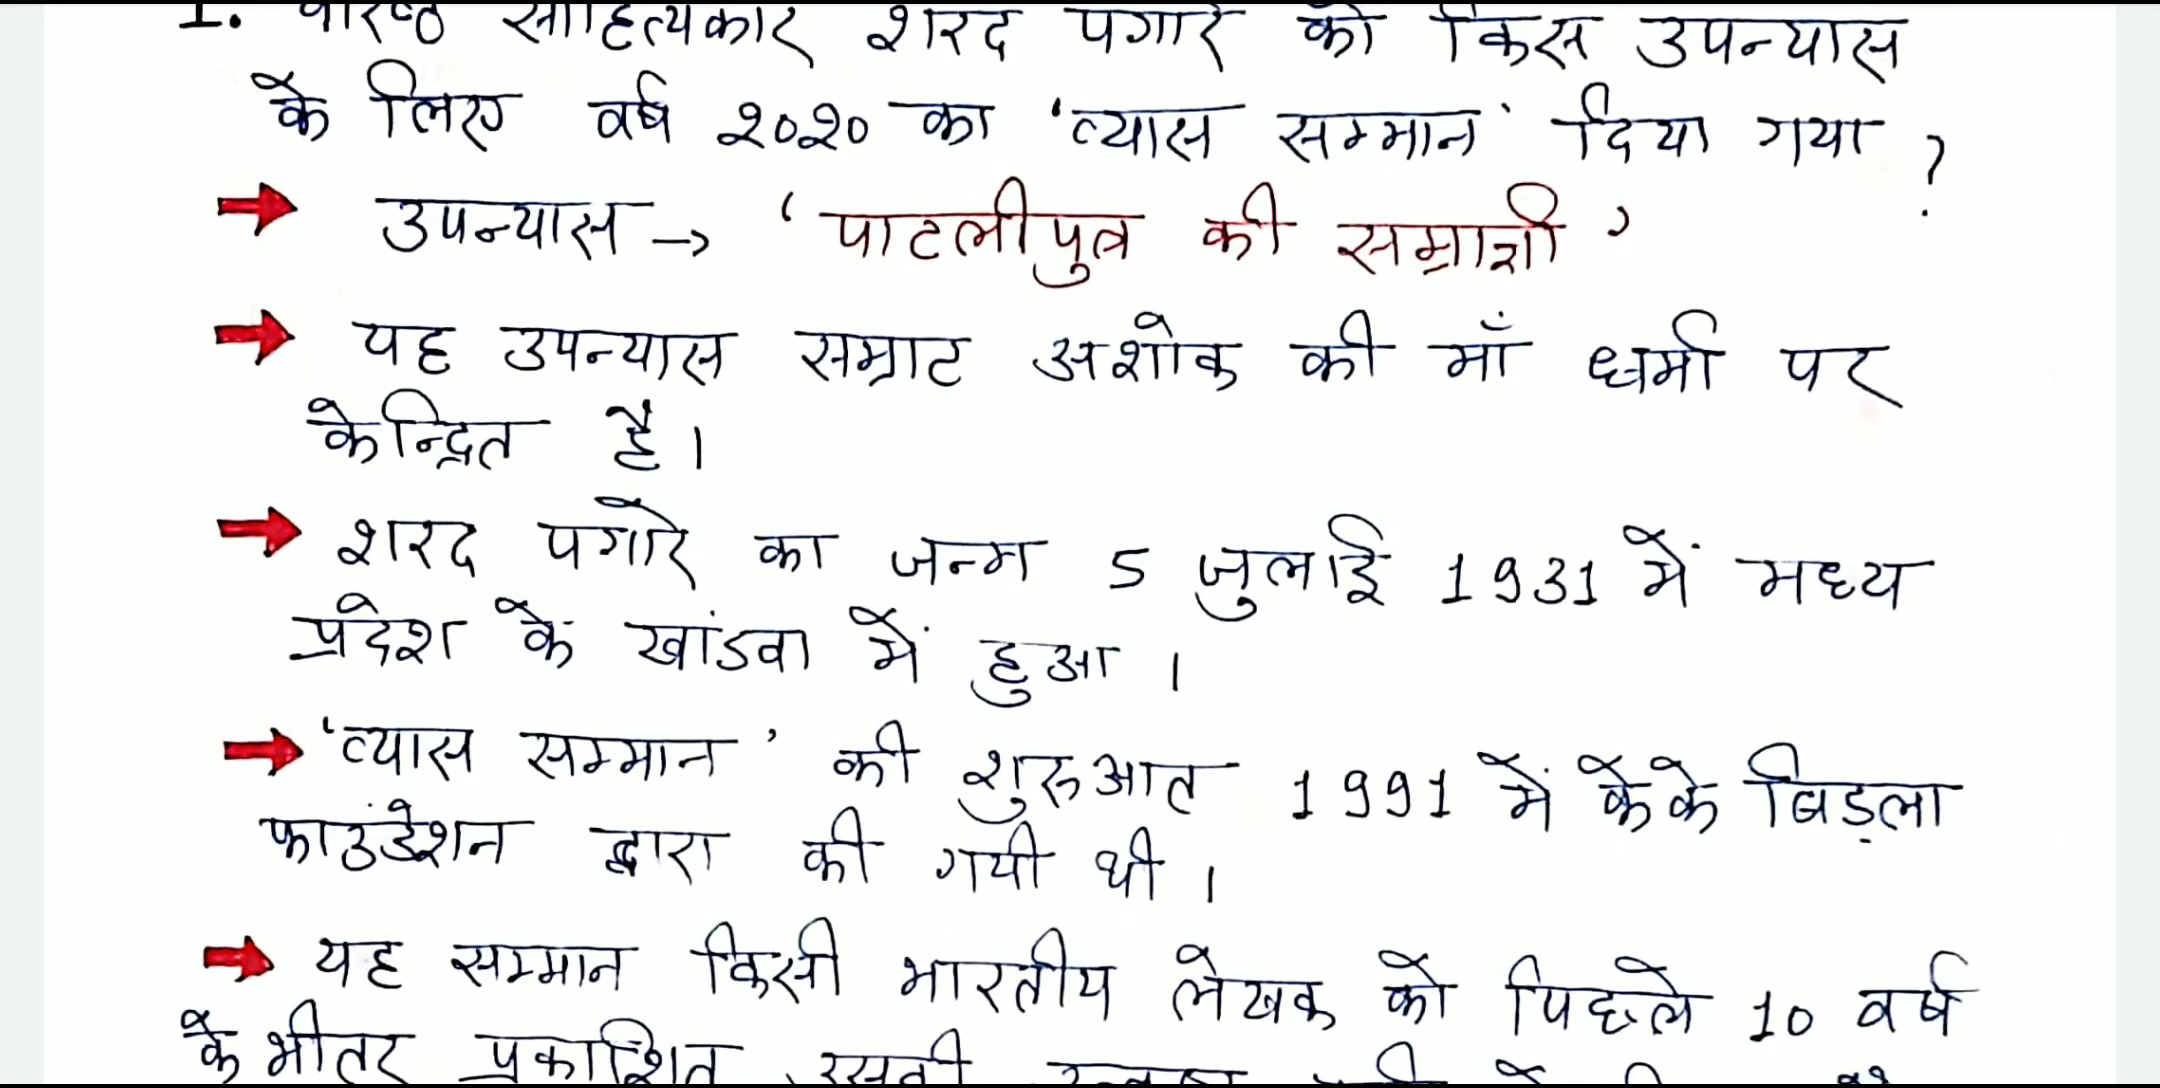 1. वरिष्ठ साहित्यकार शरद पगारे को किस उपन्यास
के लिए वर्ष २०२० का 'व्यास सम्मान' दिया गया ?
→ उपन्यास → 'पाटलीपुत्र की सम्राज्ञी'
→ यह उपन्यास सम्राट अशोक की माँ धर्मा पर
केन्द्रित है।
→ शरद पगारे का जन्म 5 जुलाई 1931 में मध्य
प्रदेश के खांडवा में हुआ ।
→ 'व्यास सम्मान' की शुरुआत 1991 में केके बिड़ला
फाउंडेशन द्वारा की गयी थी ।
→ यह सम्मान किसी भारतीय लेखक को पिछले 10 वर्ष
के भीतर प्रकाशित उसकी